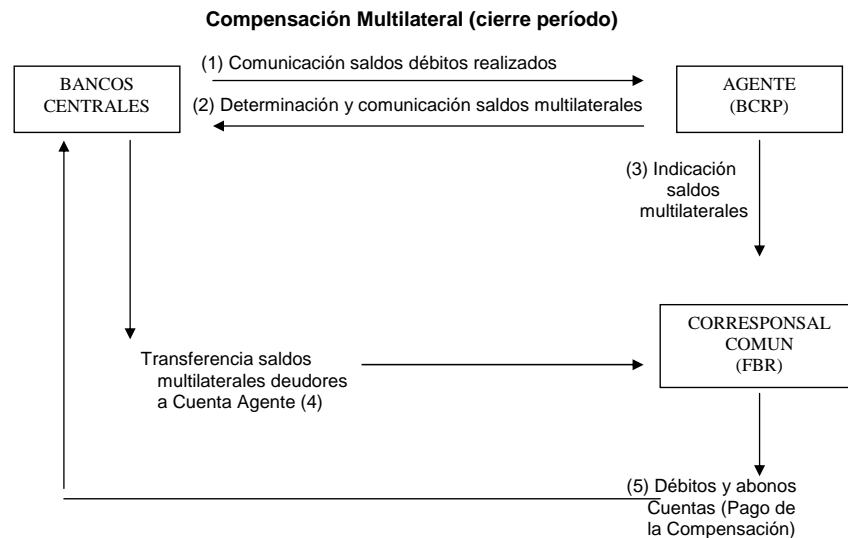 Compensación Multilateral (cierre período)
(1) Comunicación saldos débitos realizados
BANCOS
CENTRALES
(2) Determinación y comunicación saldos multilaterales
AGENTE
(BCRP)
(3) Indicación
saldos
multilaterales
CORRESPONSAL
COMUN
(FBR)
Transferencia saldos
multilaterales deudores
a Cuenta Agente (4)
(5) Débitos y abonos
Cuentas (Pago de
la Compensación)